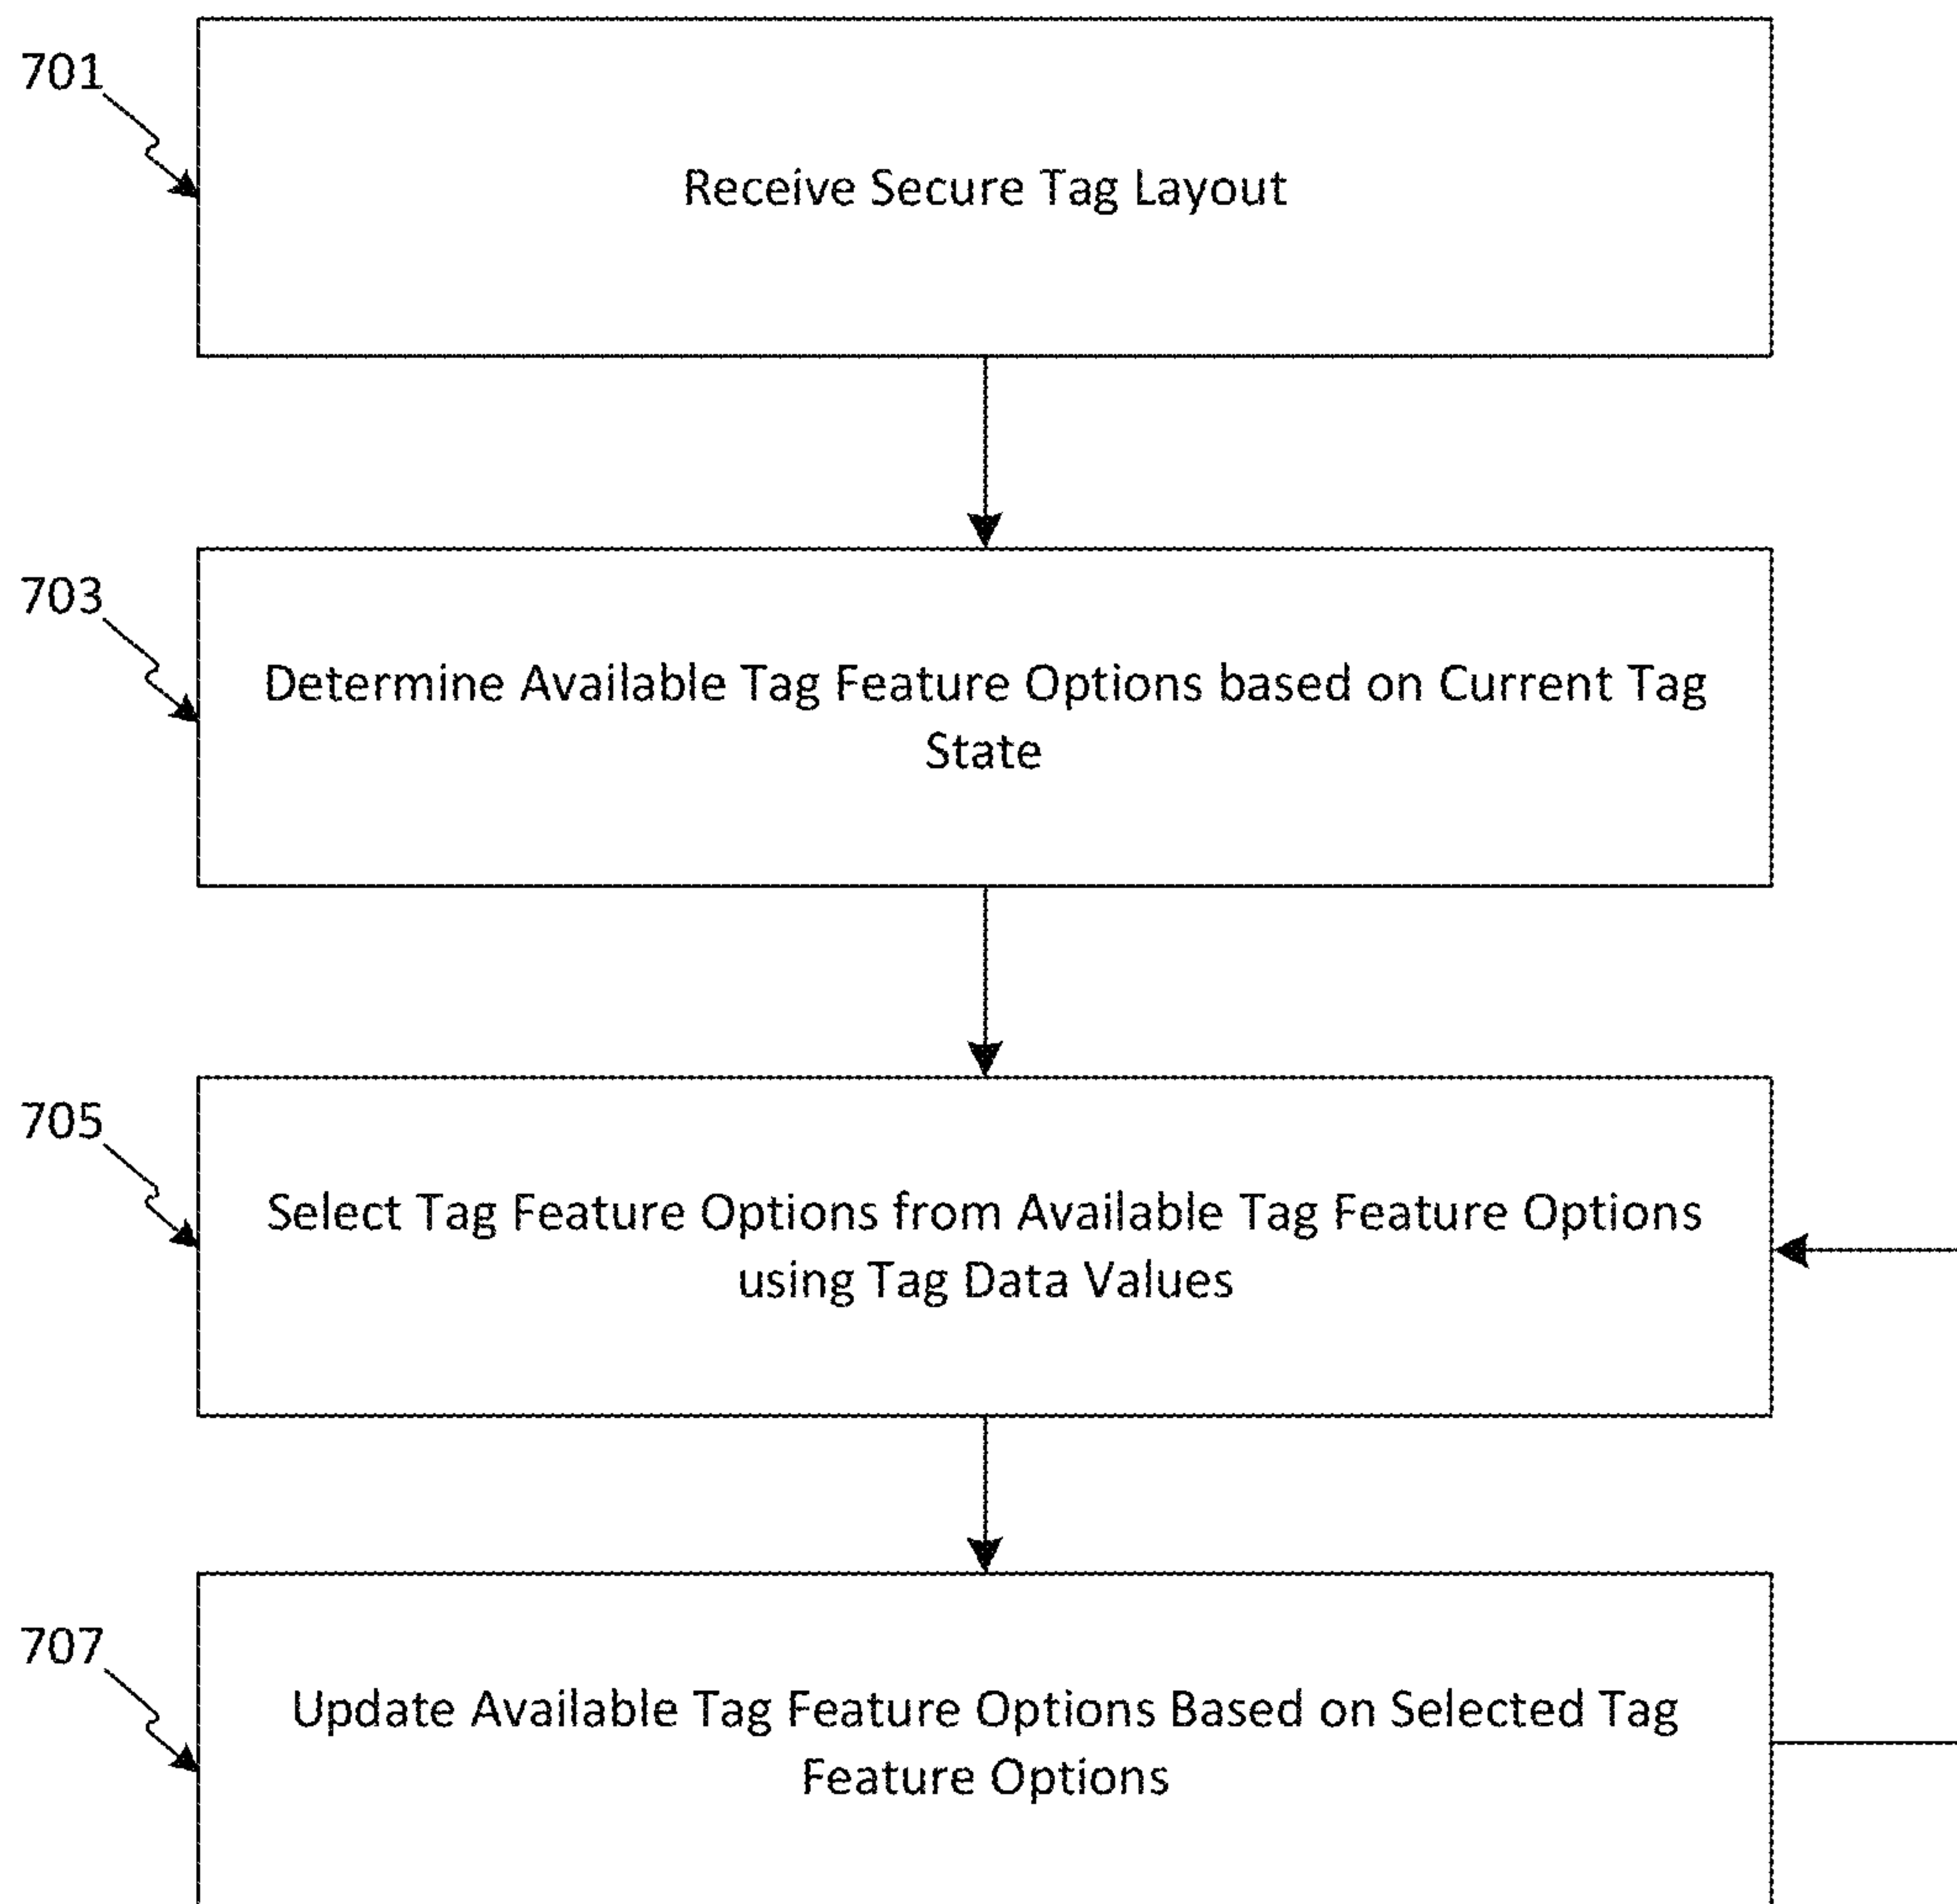 701
Receive Secure Tag Layout
703
Determine Available Tag Feature Options based on Current Tag
State
705
Select Tag Feature Options from Available Tag Feature Options
using Tag Data Values
707
Update Available Tag Feature Options Based on Selected Tag
Feature Options